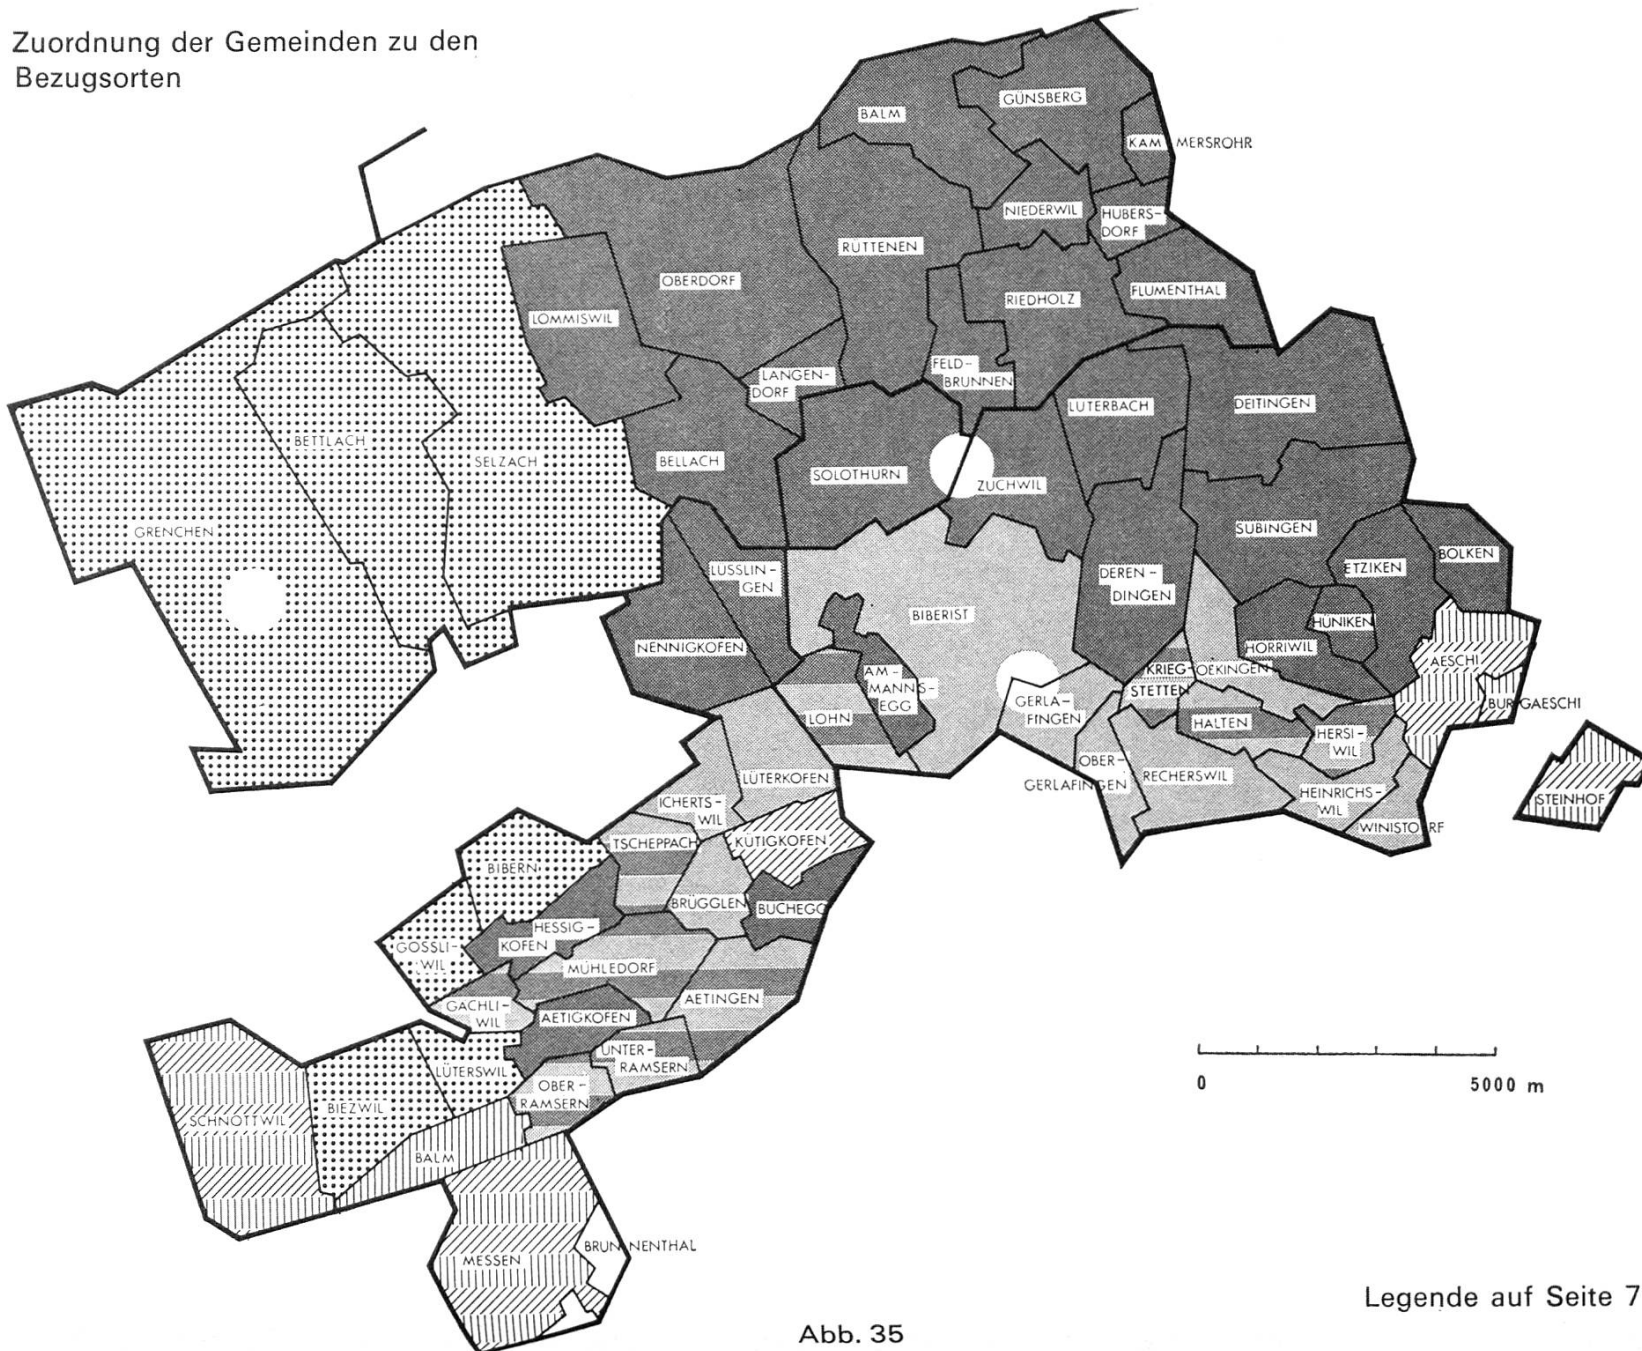 Zuordnung der Gemeinden zu den
Bezugsorten
BALM
GÜNSBERG
KAM MERSROHR
NIEDERWIL
HUBERS-
DORF
RÜTTENEN
OBERDORF
RIEDHOLZ
FLUMENTHAL
LOMMISWIL
LANGEN-
DORF
FELD-
BRUNNEN
LUTERBACH
DEITINGEN
BETTLACH
SELZACH
BELLACH
SOLOTHURN
ZUCHWIL
GRENCHEN
SUBINGEN
BOLKEN
ETZIKEN
LÜSSLIN-
GEN
DEREN-
DINGEN
BIBERIST
HÜNIKEN
NENNIGKOFEN
HORRIWIL
AESCHI
AM-
MANNS-
EGG
KRIEG-
STETTEN
OEKINGEN
BURGAESCHI
LOHN
GERLA-
FINGEN
HALTEN
HERSI-
WIL
OBER-
GERLAFINGEN
RECHERSWIL
HEINRICHS-
WIL
WINISTORF
STEINHOF
LÜTERKOFEN
ICHERTS-
WIL
TSCHEPPACH
KÜTIGKOFEN
BIBERN
BRÜGGLEN
BUCHEGG
HESSIG-
KOFEN
GOSSLI-
WIL
MÜHLEDORF
AETINGEN
GÄCHLI-
WIL
AETIGKOFEN
UNTER-
RAMSERN
LÜTERSWIL
OBER-
RAMSERN
BIEZWIL
SCHNOTTWIL
BALM
MESSEN
BRUNNENTHAL
0 5000 m
Legende auf Seite 7
Abb. 35